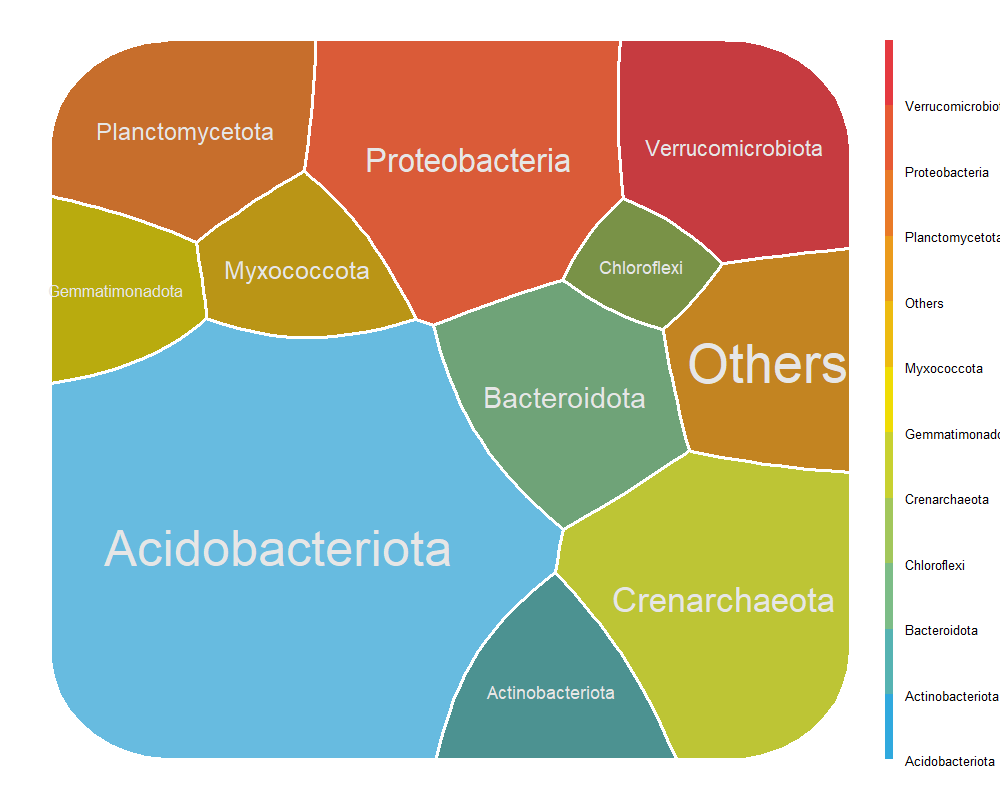 Planctomycetota
Proteobacteria
Verrucomicrobiota
Gemmatimonadota
Myxococcota
Chloroflexi
Others
Bacteroidota
Acidobacteriota
Crenarchaeota
Actinobacteriota
Verrucomicrobiot
Proteobacteria
Planctomycetota
Others
Myxococcota
Gemmatimonado
Crenarchaeota
Chloroflexi
Bacteroidota
Actinobacteriota
Acidobacteriota